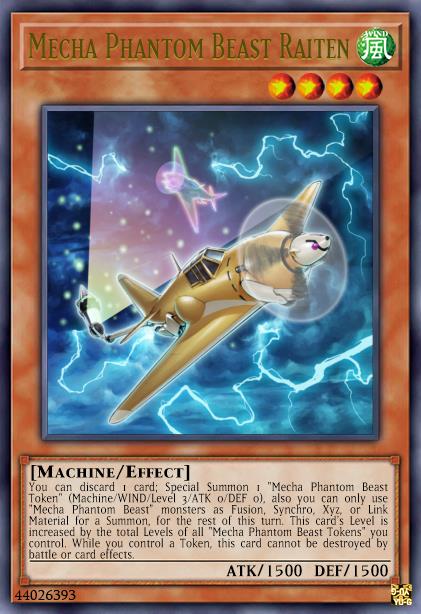 MECHA PHANTOM BEAST RAITEN
WIND
風
[MACHINE/EFFECT]
You can discard 1 card; Special Summon 1 "Mecha Phantom Beast
Token" (Machine/WIND/Level 3/ATK 0/DEF 0), also you can only use
"Mecha Phantom Beast" monsters as Fusion, Synchro, Xyz, or Link
Material for a Summon, for the rest of this turn. This card's Level is
increased by the total Levels of all "Mecha Phantom Beast Tokens" you
control. While you control a Token, this card cannot be destroyed by
battle or card effects.
ATK/1500 DEF/1500
44026393